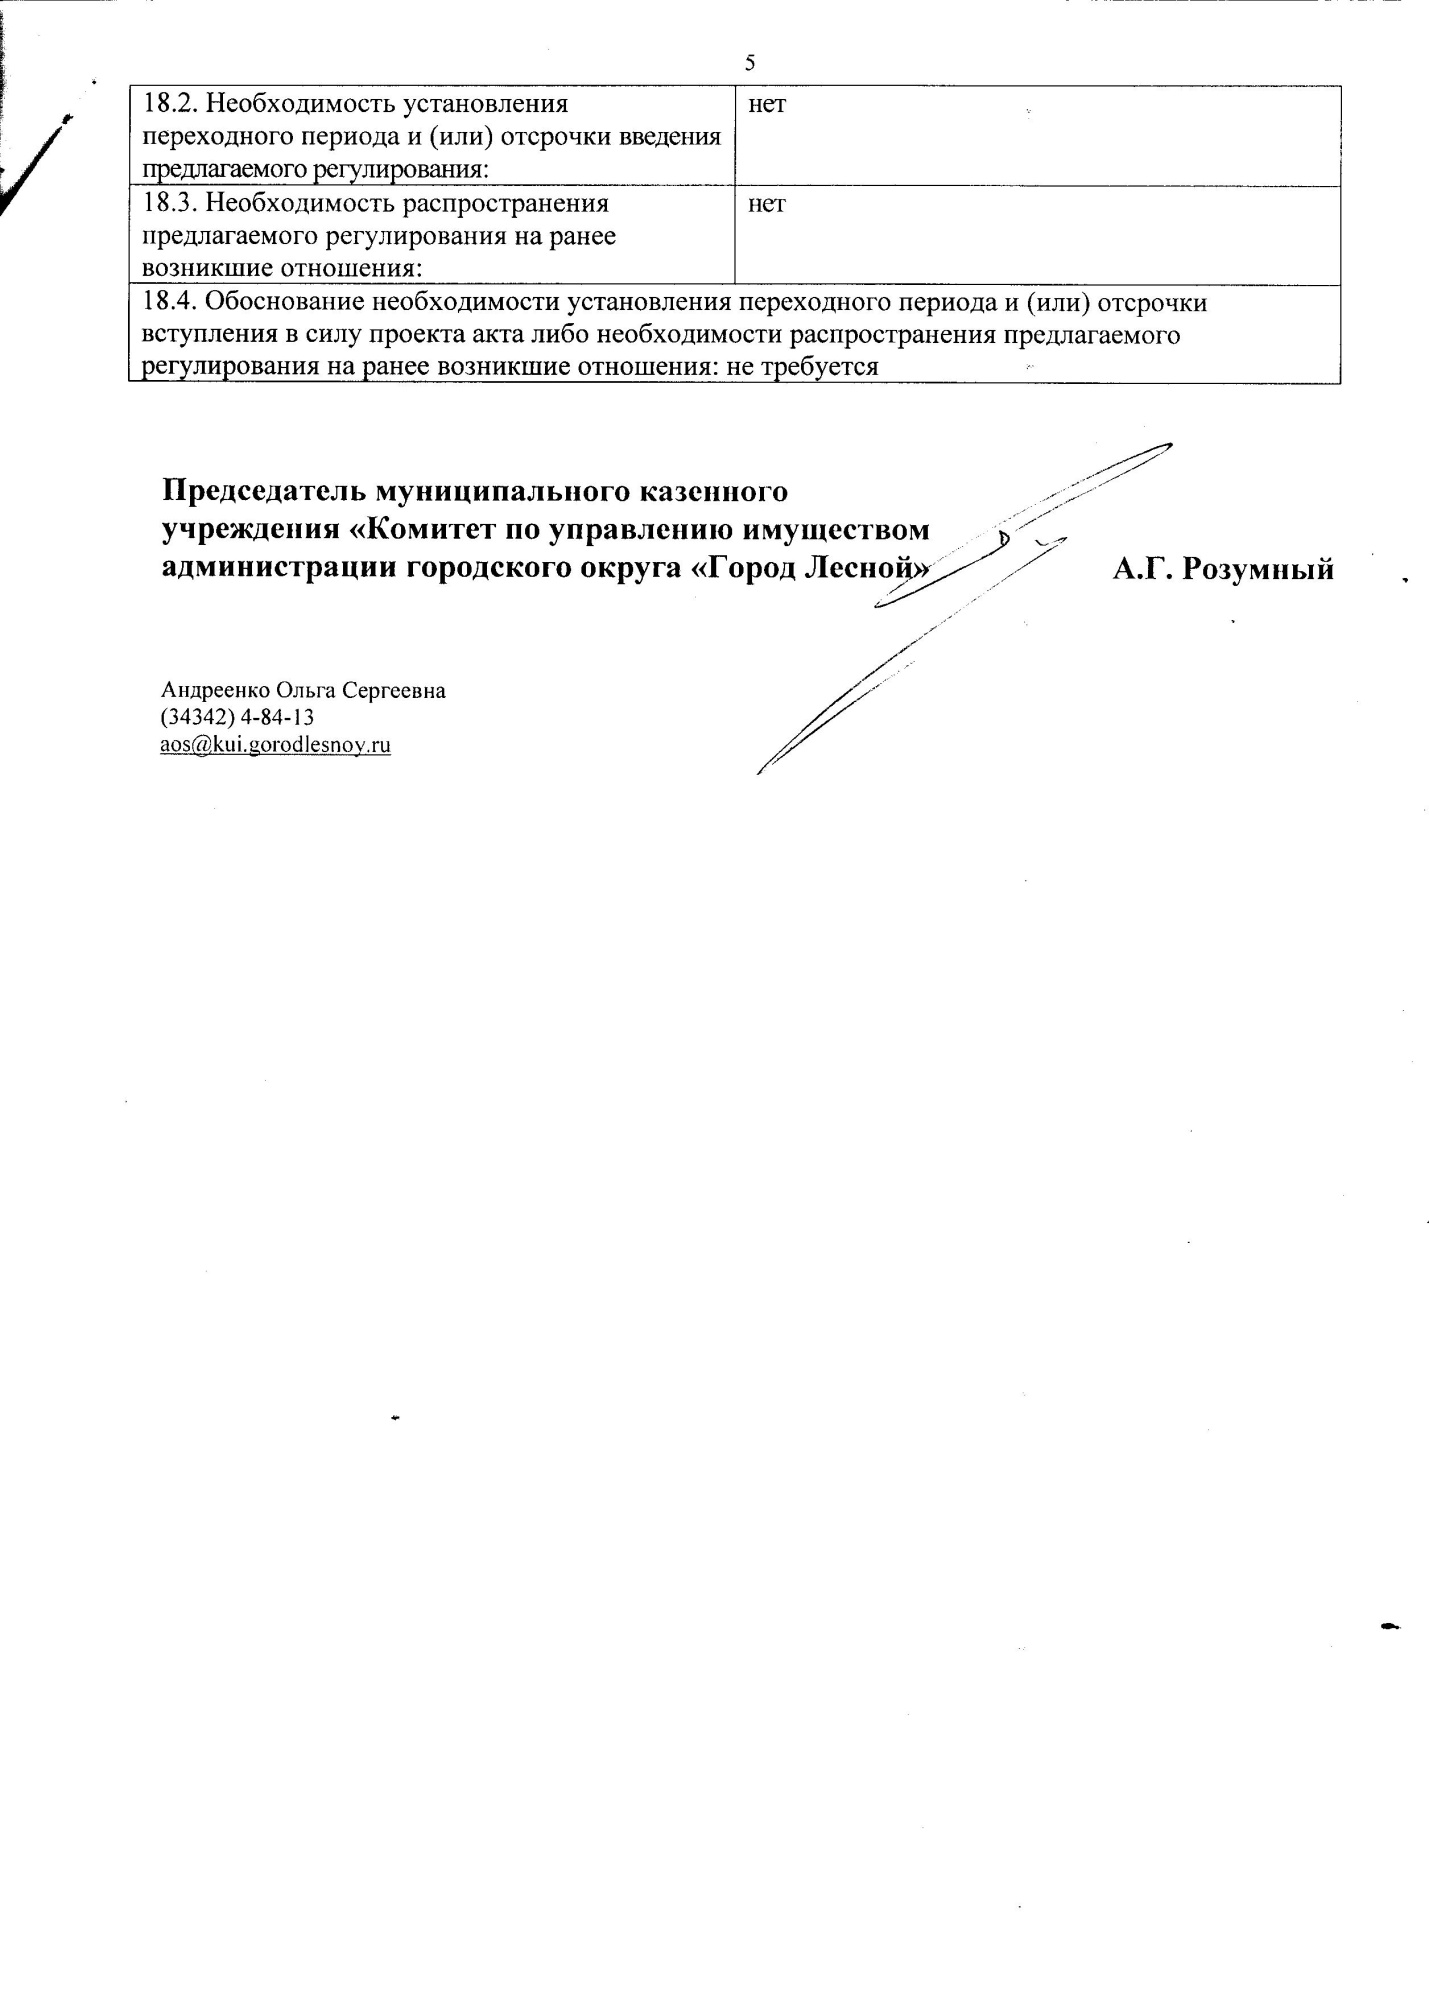 5
18.2. Необходимость установления
переходного периода и (или) отсрочки введения
предлагаемого регулирования:
нет
18.3. Необходимость распространения
предлагаемого регулирования на ранее
возникшие отношения:
нет
18.4. Обоснование необходимости установления переходного периода и (или) отсрочки
вступления в силу проекта акта либо необходимости распространения предлагаемого
регулирования на ранее возникшие отношения: не требуется
Председатель муниципального казенного
учреждения «Комитет по управлению имуществом
администрации городского округа «Город Лесной»
А.Г. Розумный
Андреенко Ольга Сергеевна
(34342) 4-84-13
aos@kui.gorodlesnoy.ru